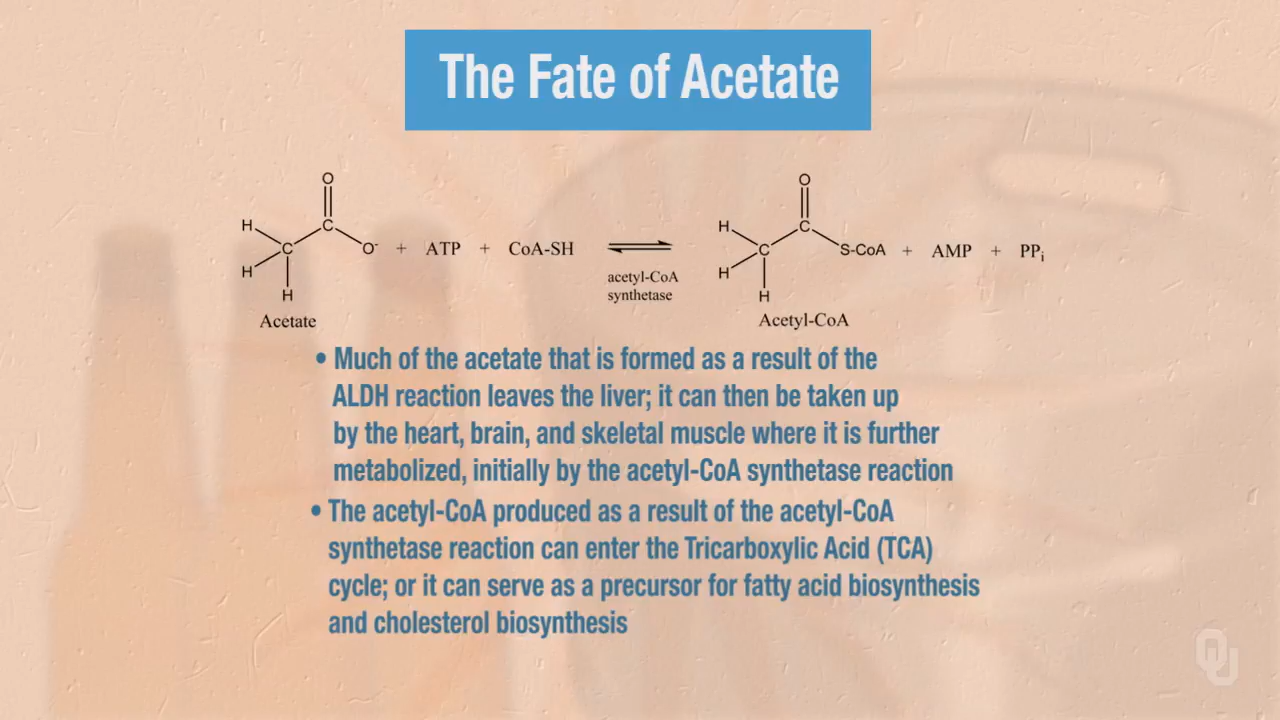 The Fate of Acetate
O O
H C H C
C O- + ATP + CoA-SH C S-CoA + AMP + PPi
H acetyl-CoA H
H synthetase H
Acetate Acetyl-CoA
• Much of the acetate that is formed as a result of the
ALDH reaction leaves the liver; it can then be taken up
by the heart, brain, and skeletal muscle where it is further
metabolized, initially by the acetyl-CoA synthetase reaction
• The acetyl-CoA produced as a result of the acetyl-CoA
synthetase reaction can enter the Tricarboxylic Acid (TCA)
cycle; or it can serve as a precursor for fatty acid biosynthesis
and cholesterol biosynthesis
OU